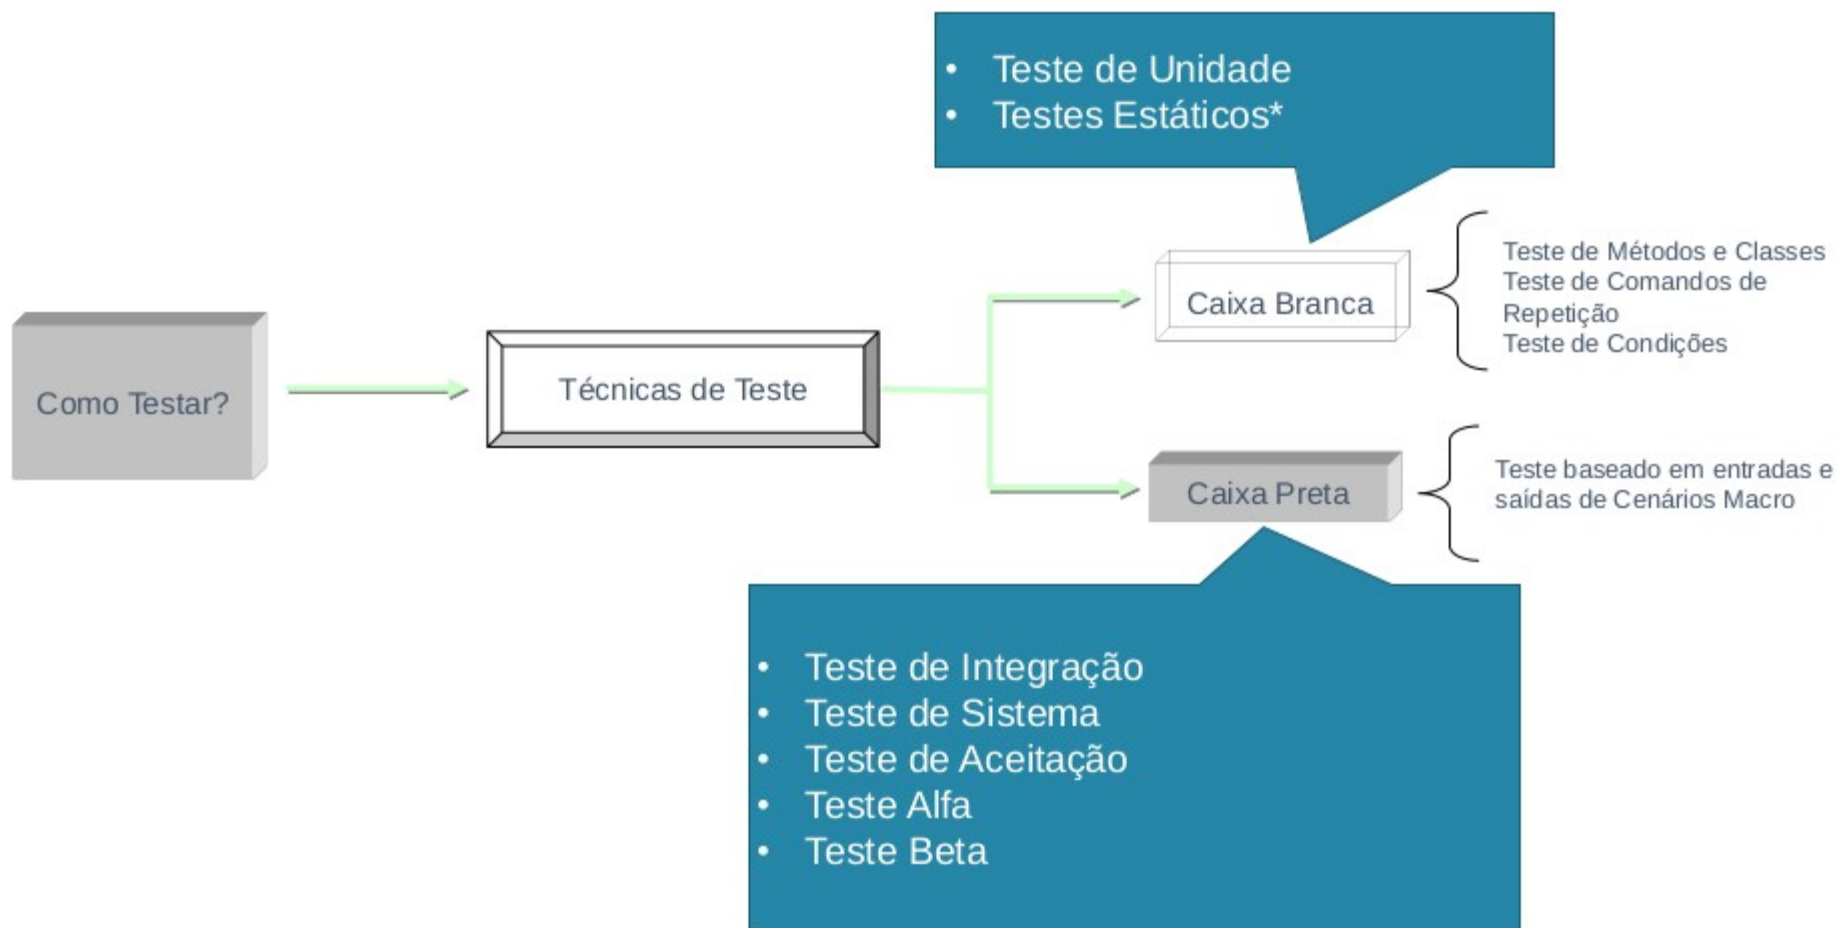 • Teste de Unidade
• Testes Estáticos*
Como Testar?
Técnicas de Teste
Caixa Branca
Teste de Métodos e Classes
Teste de Comandos de
Repetição
Teste de Condições
Caixa Preta
Teste baseado em entradas e
saídas de Cenários Macro
• Teste de Integração
• Teste de Sistema
• Teste de Aceitação
• Teste Alfa
• Teste Beta